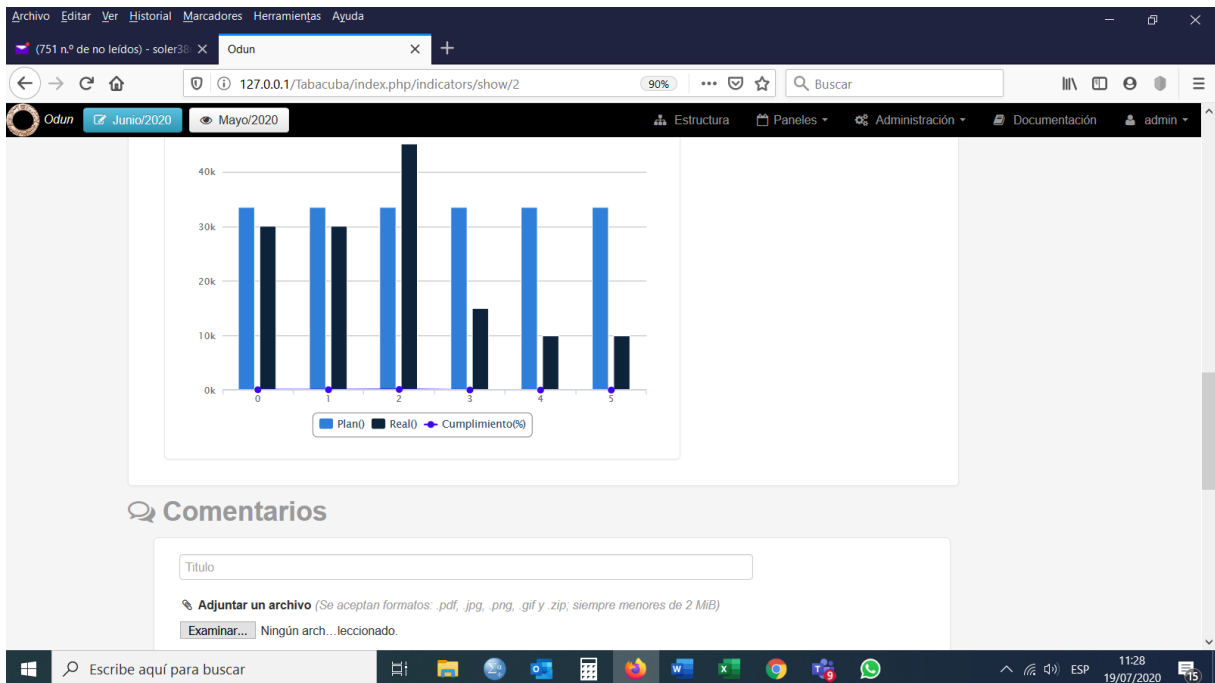 Archivo Editar Ver Historial Marcadores Herramientas Ayuda
(751 n.º de no leídos) - soler38
Odun
127.0.0.1/Tabacuba/index.php/indicators/show/2
90%
Buscar
Odun Junio/2020 Mayo/2020 Estructura Paneles Administración Documentación admin
40k
30k
20k
10k
0k
0 1 2 3 4 5
Plan() Real() Cumplimiento(%)
Comentarios
Titulo
Adjuntar un archivo (Se aceptan formatos: .pdf, .jpg, .png, .gif y .zip; siempre menores de 2 MiB)
Examinar... Ningún arch…leccionado.
Escribe aquí para buscar
ESP
11:28
19/07/2020
9
15